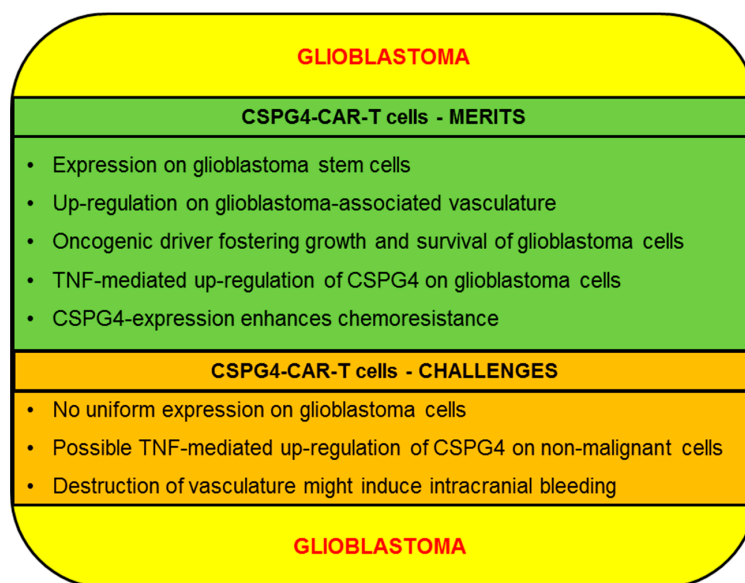 GLIOBLASTOMA
CSPG4-CAR-T cells - MERITS
• Expression on glioblastoma stem cells
• Up-regulation on glioblastoma-associated vasculature
• Oncogenic driver fostering growth and survival of glioblastoma cells
• TNF-mediated up-regulation of CSPG4 on glioblastoma cells
• CSPG4-expression enhances chemoresistance
CSPG4-CAR-T cells - CHALLENGES
• No uniform expression on glioblastoma cells
• Possible TNF-mediated up-regulation of CSPG4 on non-malignant cells
• Destruction of vasculature might induce intracranial bleeding
GLIOBLASTOMA